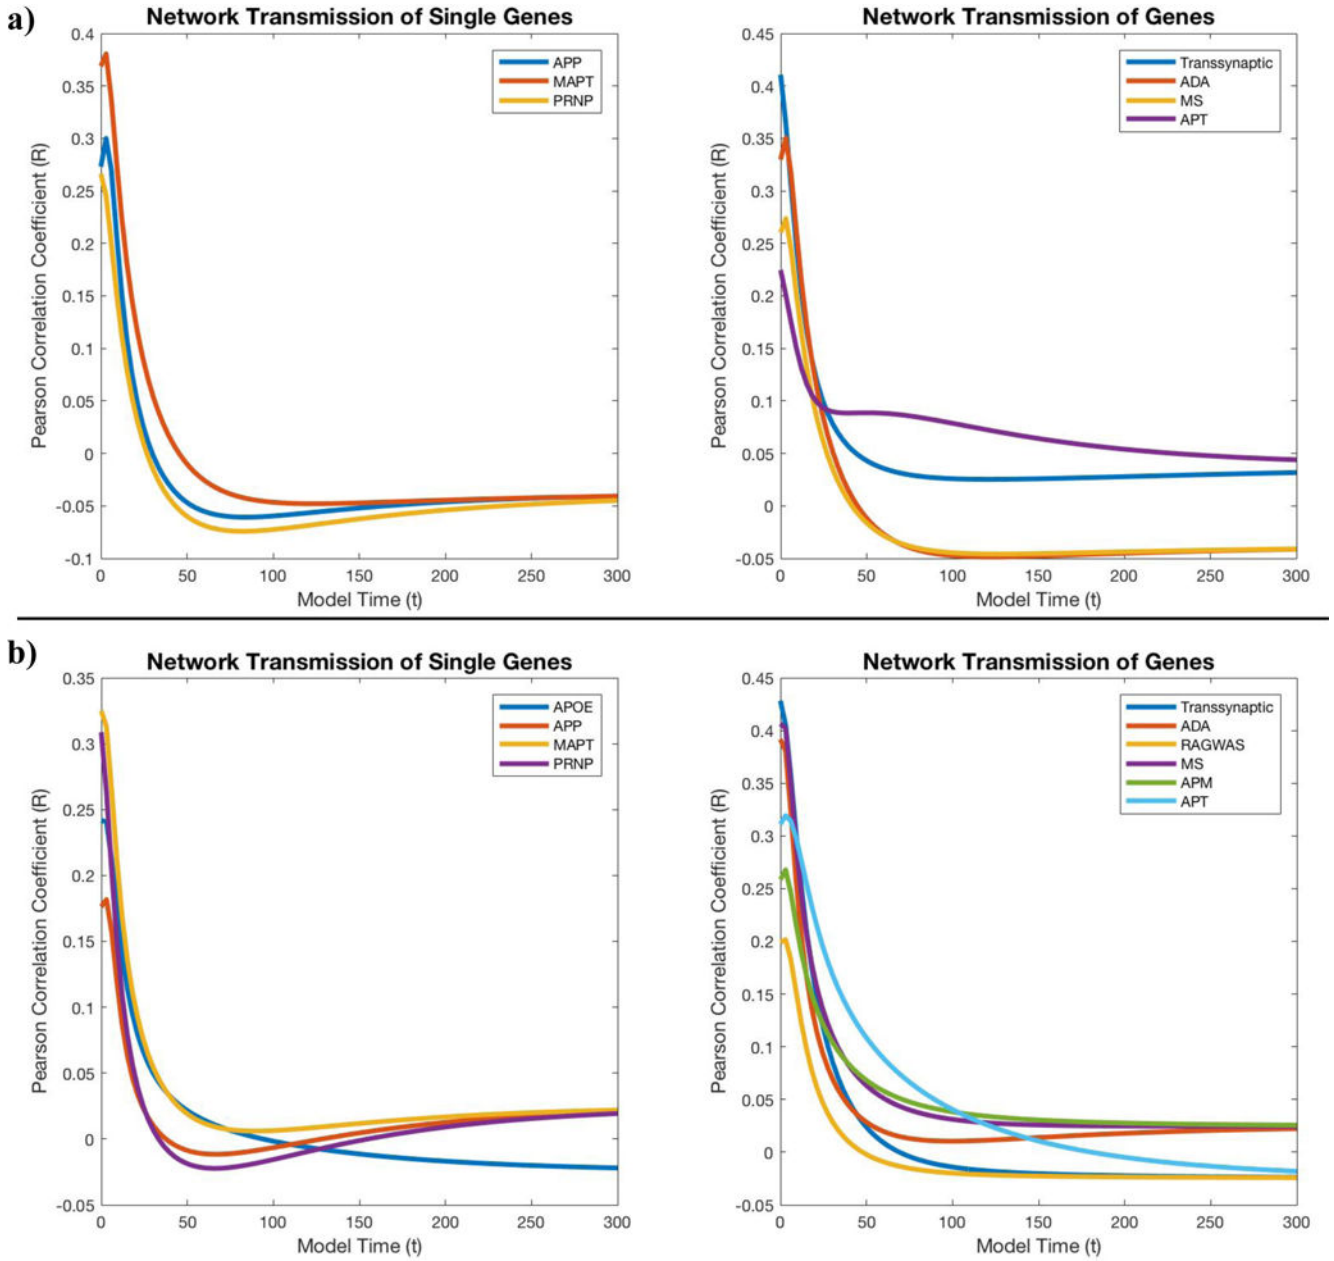 a)
Network Transmission of Single Genes
0.4
0.35
0.3
0.25
0.2
0.15
0.1
0.05
0
-0.05
-0.1
Pearson Correlation Coefficient (R)
APP
MAPT
PRNP
0 50 100 150 200 250 300
Model Time (t)
Network Transmission of Genes
0.45
0.4
0.35
0.3
0.25
0.2
0.15
0.1
0.05
0
-0.05
Pearson Correlation Coefficient (R)
Transsynaptic
ADA
MS
APT
0 50 100 150 200 250 300
Model Time (t)
b)
Network Transmission of Single Genes
0.35
0.3
0.25
0.2
0.15
0.1
0.05
0
-0.05
Pearson Correlation Coefficient (R)
APOE
APP
MAPT
PRNP
0 50 100 150 200 250 300
Model Time (t)
Network Transmission of Genes
0.45
0.4
0.35
0.3
0.25
0.2
0.15
0.1
0.05
0
-0.05
Pearson Correlation Coefficient (R)
Transsynaptic
ADA
RAGWAS
MS
APM
APT
0 50 100 150 200 250 300
Model Time (t)